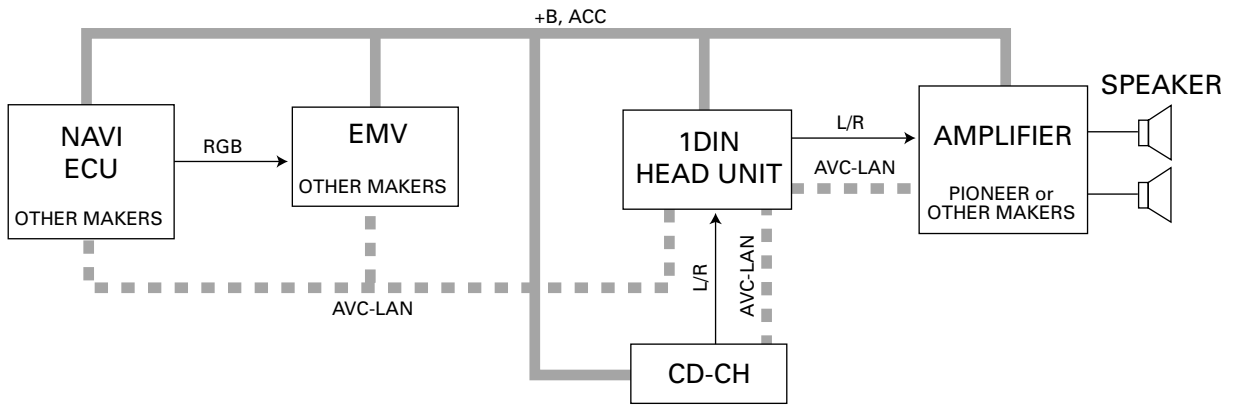 +B, ACC
NAVI
ECU
OTHER MAKERS
RGB
EMV
OTHER MAKERS
1DIN
HEAD UNIT
L/R
AVC-LAN
AMPLIFIER
PIONEER or
OTHER MAKERS
SPEAKER
AVC-LAN
L/R
AVC-LAN
CD-CH